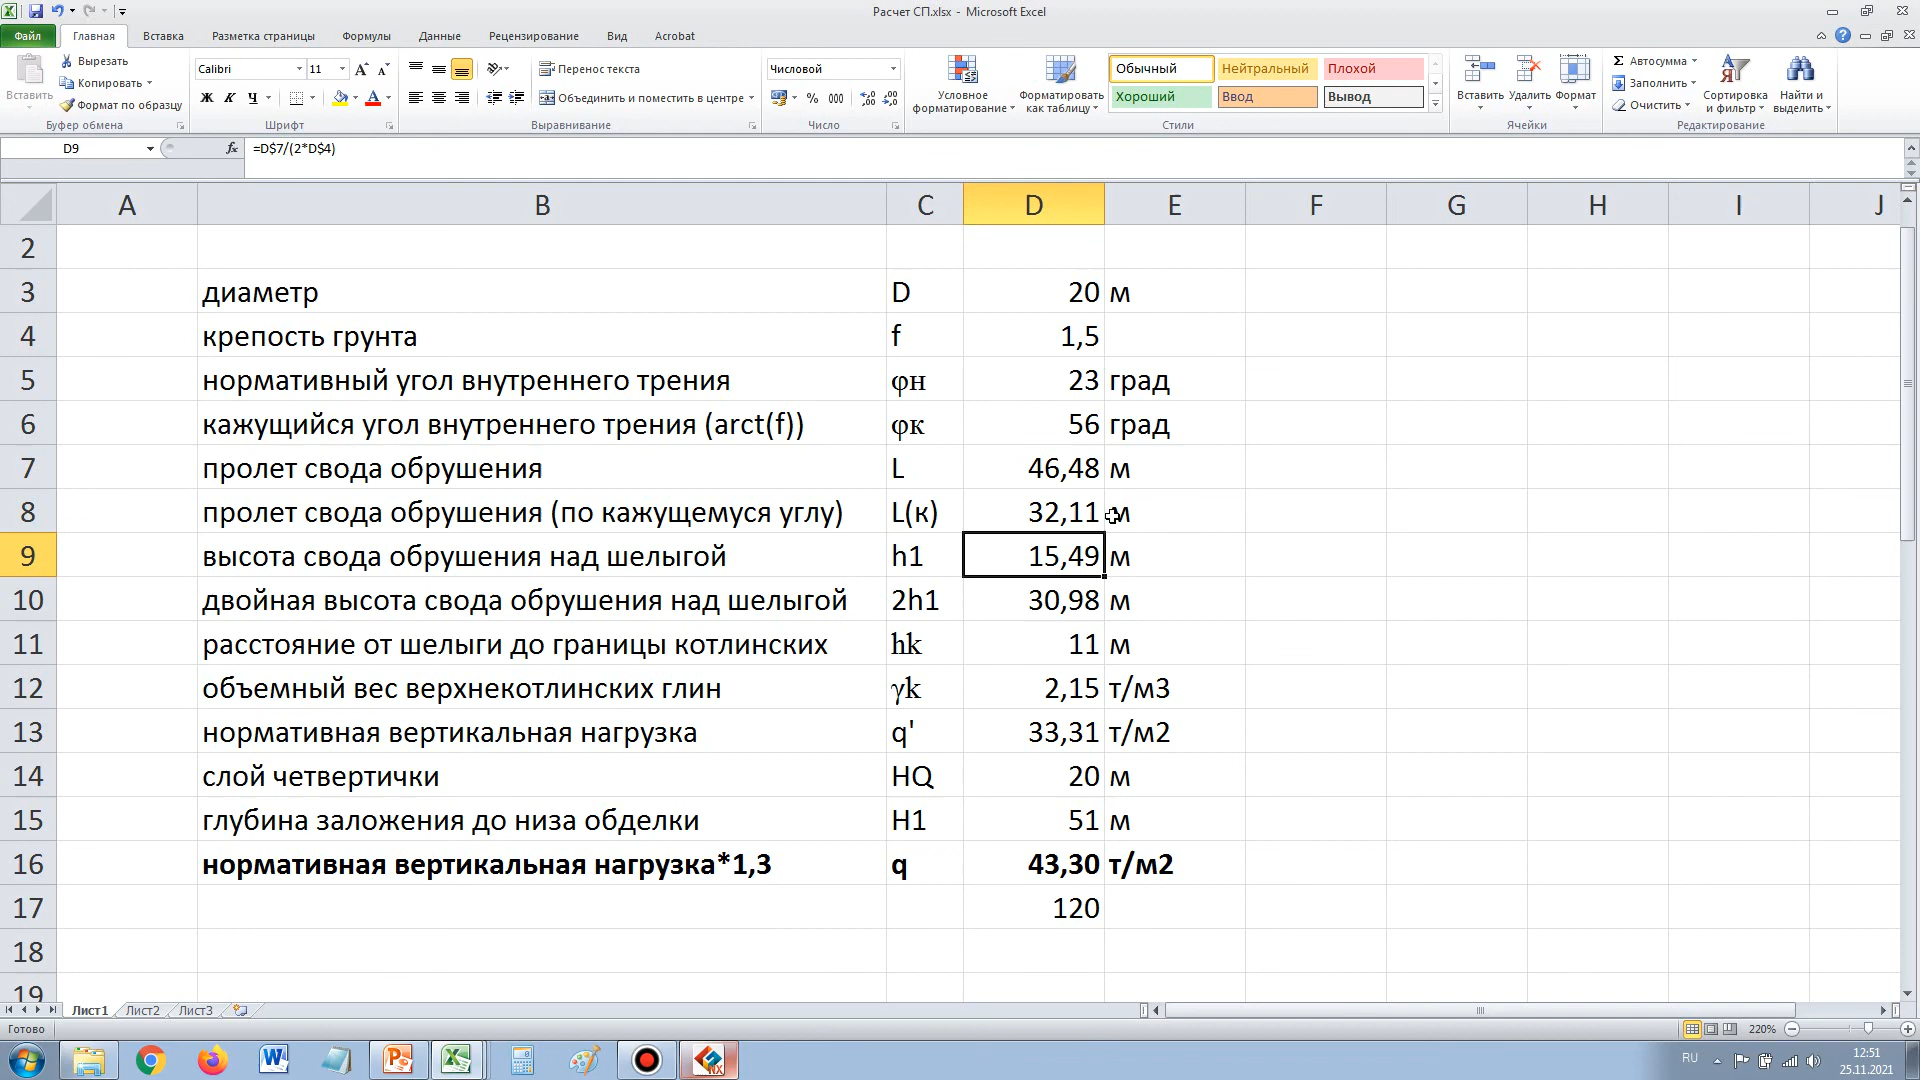 Расчет СП.xlsx - Microsoft Excel
Файл Главная Вставка Разметка страницы Формулы Данные Рецензирование Вид Acrobat
Вставить Вырезать Копировать Формат по образцу Буфер обмена
Calibri 11 Ж К Ч Шрифт
Перенос текста Объединить и поместить в центре Выравнивание
Числовой % 000 Число
Условное форматирование Форматировать как таблицу Обычный Нейтральный Плохой Хороший Ввод Вывод Стили
Вставить Удалить Формат Ячейки
Автосумма Заполнить Очистить Сортировка и фильтр Найти и выделить Редактирование
D9 fx =D$7/(2*D$4)
A B C D E F G H I J
2
3 диаметр D 20 м
4 крепость грунта f 1,5
5 нормативный угол внутреннего трения φн 23 град
6 кажущийся угол внутреннего трения (arct(f)) φк 56 град
7 пролет свода обрушения L 46,48 м
8 пролет свода обрушения (по кажущемуся углу) L(к) 32,11 м
9 высота свода обрушения над шелыгой h1 15,49 м
10 двойная высота свода обрушения над шелыгой 2h1 30,98 м
11 расстояние от шелыги до границы котлинских hk 11 м
12 объемный вес верхнекотлинских глин γk 2,15 т/м3
13 нормативная вертикальная нагрузка q' 33,31 т/м2
14 слой четвертички HQ 20 м
15 глубина заложения до низа обделки H1 51 м
16 нормативная вертикальная нагрузка*1,3 q 43,30 т/м2
17 120
18
19
Лист1 Лист2 Лист3
Готово 220%
RU 12:51
25.11.2021